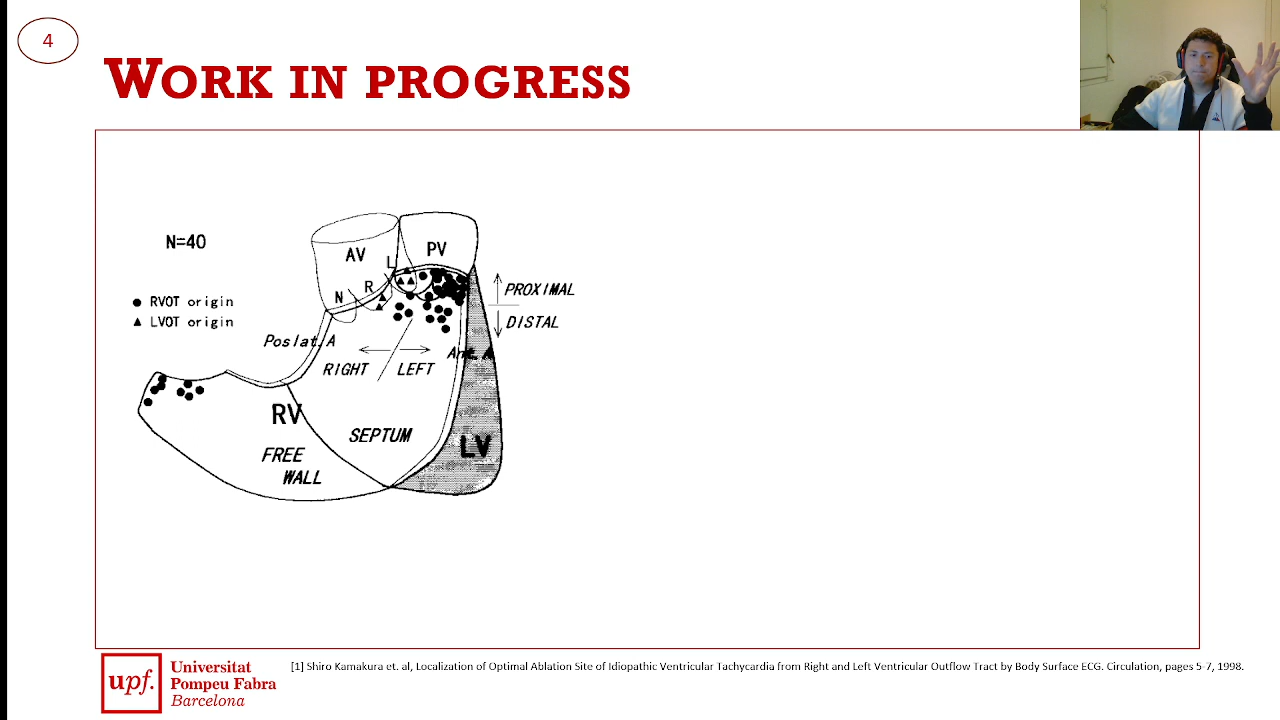 4
WORK IN PROGRESS
N=40
AV
PV
L
R
N
RVOT origin
LVOT origin
PROXIMAL
DISTAL
Poslat. A
Ant. A
RIGHT
LEFT
RV
SEPTUM
LV
FREE
WALL
upf.
Universitat
Pompeu Fabra
Barcelona
[1] Shiro Kamakura et. al, Localization of Optimal Ablation Site of Idiopathic Ventricular Tachycardia from Right and Left Ventricular Outflow Tract by Body Surface ECG. Circulation, pages 5-7, 1998.